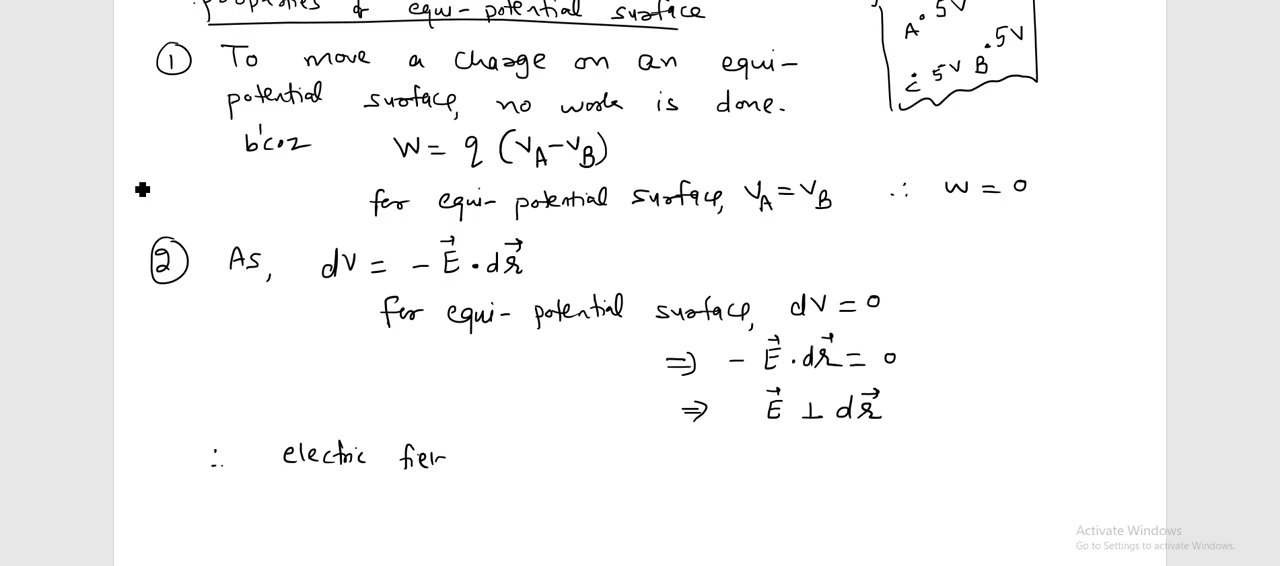 properties of equi-potential surface
A 5V
.5V
C 5V B
① To move a charge on an equi-
potential surface, no work is done.
b'coz W = q (VA-VB)
for equi-potential surface, VA = VB ∴ W = 0
② As, dV = - E⃗ . dr⃗
for equi-potential surface, dV = 0
⇒ - E⃗ . dr⃗ = 0
⇒ E⃗ ⊥ dr⃗
∴ electric fiel
Activate Windows
Go to Settings to activate Windows.